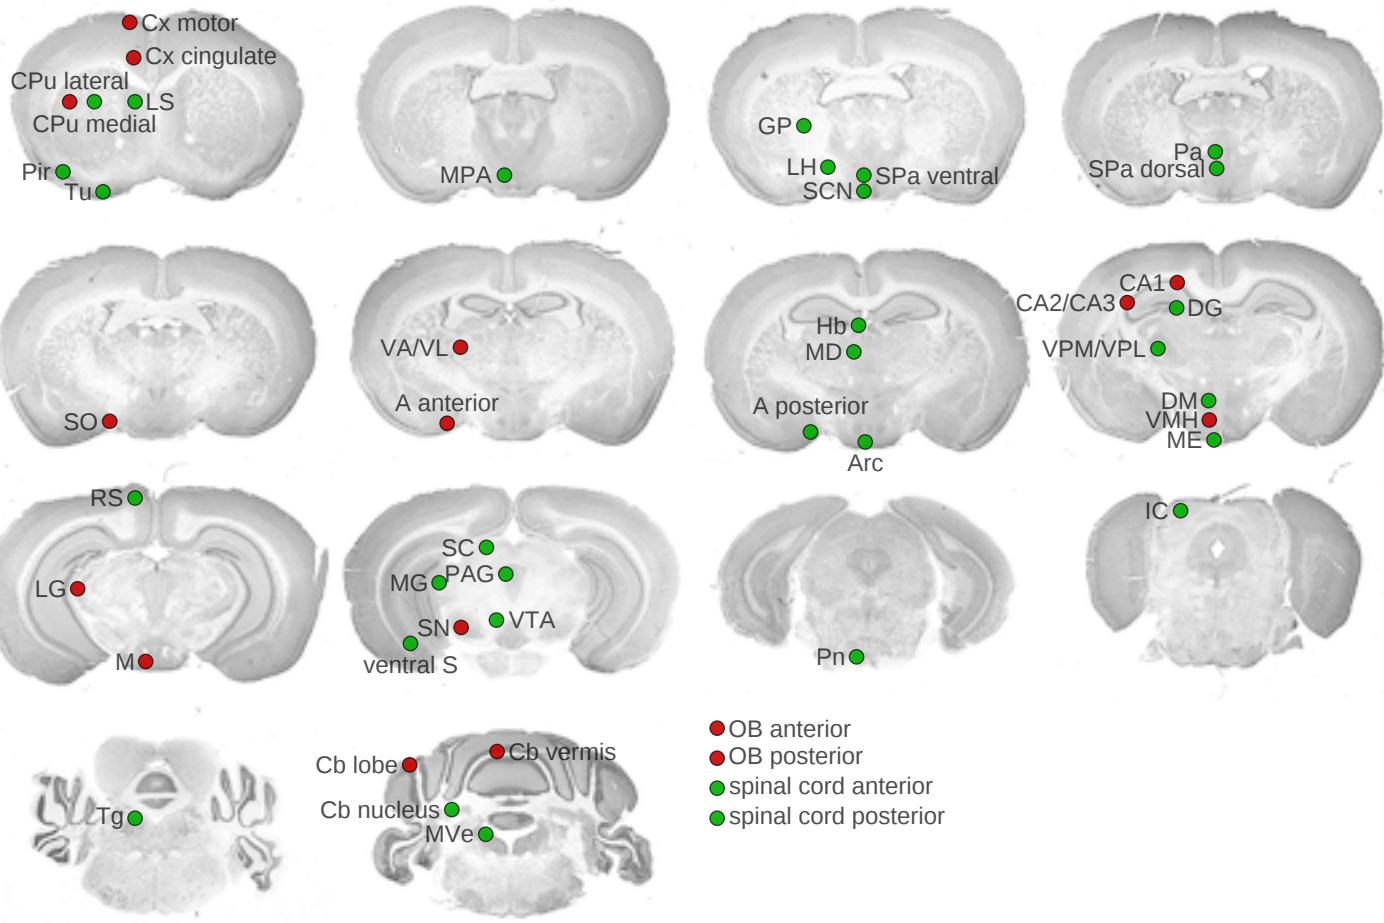 Cx motor
Cx cingulate
CPu lateral
LS
CPu medial
Pir
Tu
MPA
GP
LH
SPa ventral
SCN
Pa
SPa dorsal
SO
VA/VL
A anterior
Hb
MD
A posterior
Arc
CA1
CA2/CA3
DG
VPM/VPL
DM
VMH
ME
RS
LG
M
SC
MG
PAG
SN
VTA
ventral S
Pn
IC
Tg
Cb lobe
Cb vermis
Cb nucleus
MVe
OB anterior
OB posterior
spinal cord anterior
spinal cord posterior